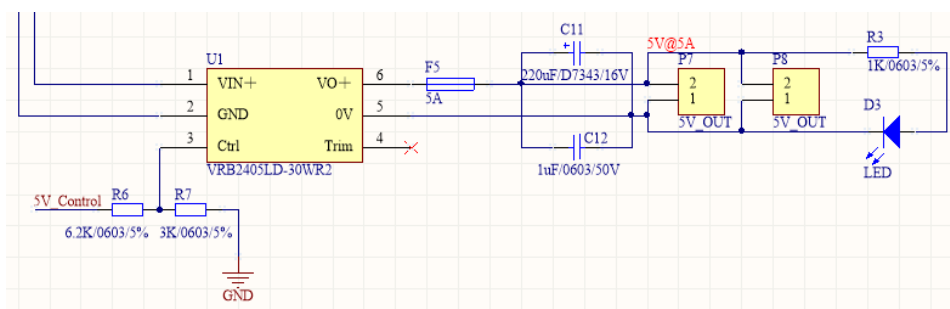 C11
220uF/D7343/16V
5V@5A
R3
1K/0603/5%
U1
1 VIN+ VO+ 6
F5
5A
P7
2
1
5V_OUT
P8
2
1
5V_OUT
2 GND 0V 5
D3
LED
3 Ctrl Trim 4
C12
1uF/0603/50V
VRB2405LD-30WR2
5V_Control
R6
R7
6.2K/0603/5%
3K/0603/5%
GND